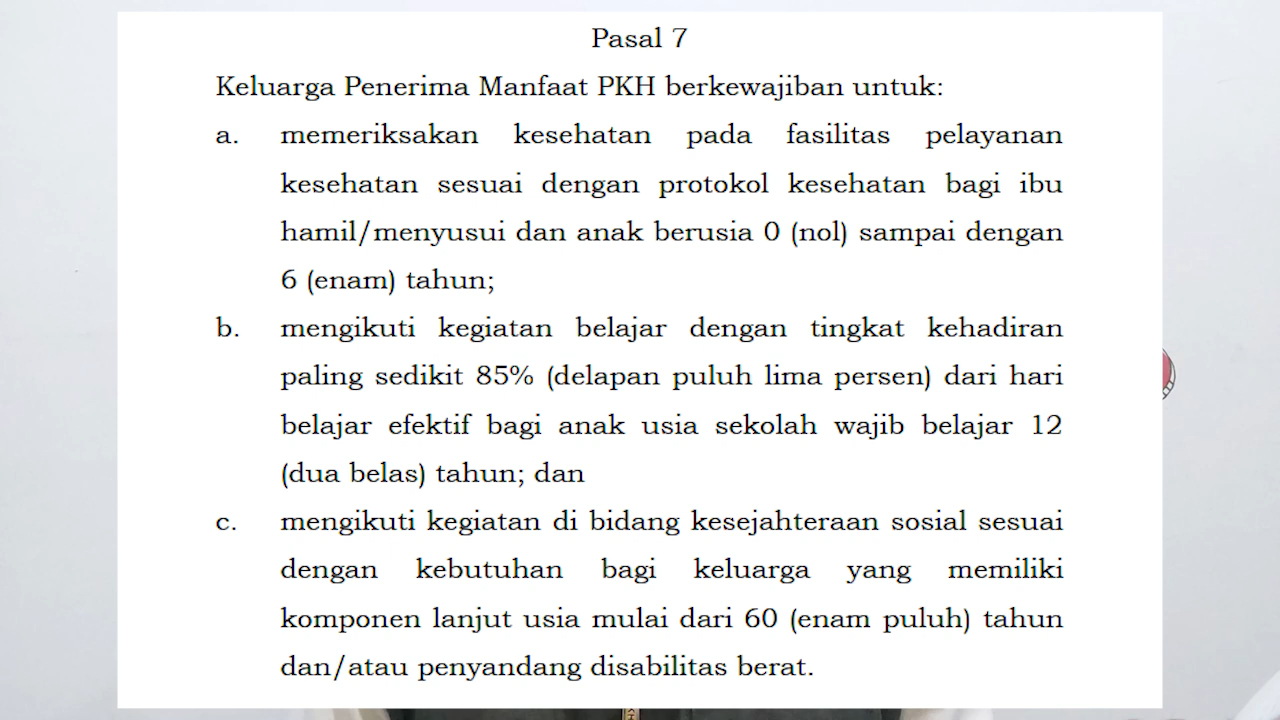 Pasal 7
Keluarga Penerima Manfaat PKH berkewajiban untuk:
a. memeriksakan kesehatan pada fasilitas pelayanan
kesehatan sesuai dengan protokol kesehatan bagi ibu
hamil/menyusui dan anak berusia 0 (nol) sampai dengan
6 (enam) tahun;
b. mengikuti kegiatan belajar dengan tingkat kehadiran
paling sedikit 85% (delapan puluh lima persen) dari hari
belajar efektif bagi anak usia sekolah wajib belajar 12
(dua belas) tahun; dan
c. mengikuti kegiatan di bidang kesejahteraan sosial sesuai
dengan kebutuhan bagi keluarga yang memiliki
komponen lanjut usia mulai dari 60 (enam puluh) tahun
dan/atau penyandang disabilitas berat.